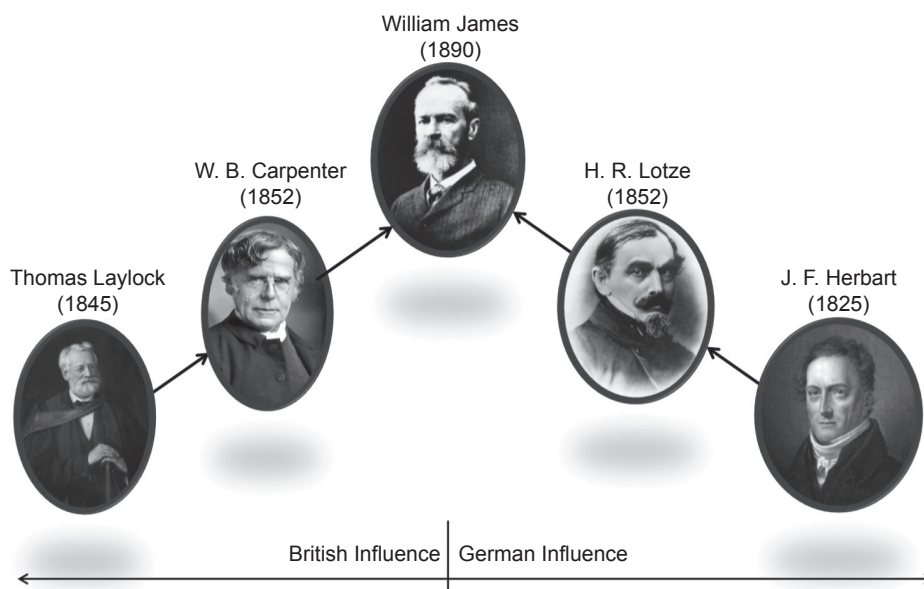 William James
(1890)
W. B. Carpenter
(1852)
H. R. Lotze
(1852)
Thomas Laylock
(1845)
J. F. Herbart
(1825)
British Influence
German Influence